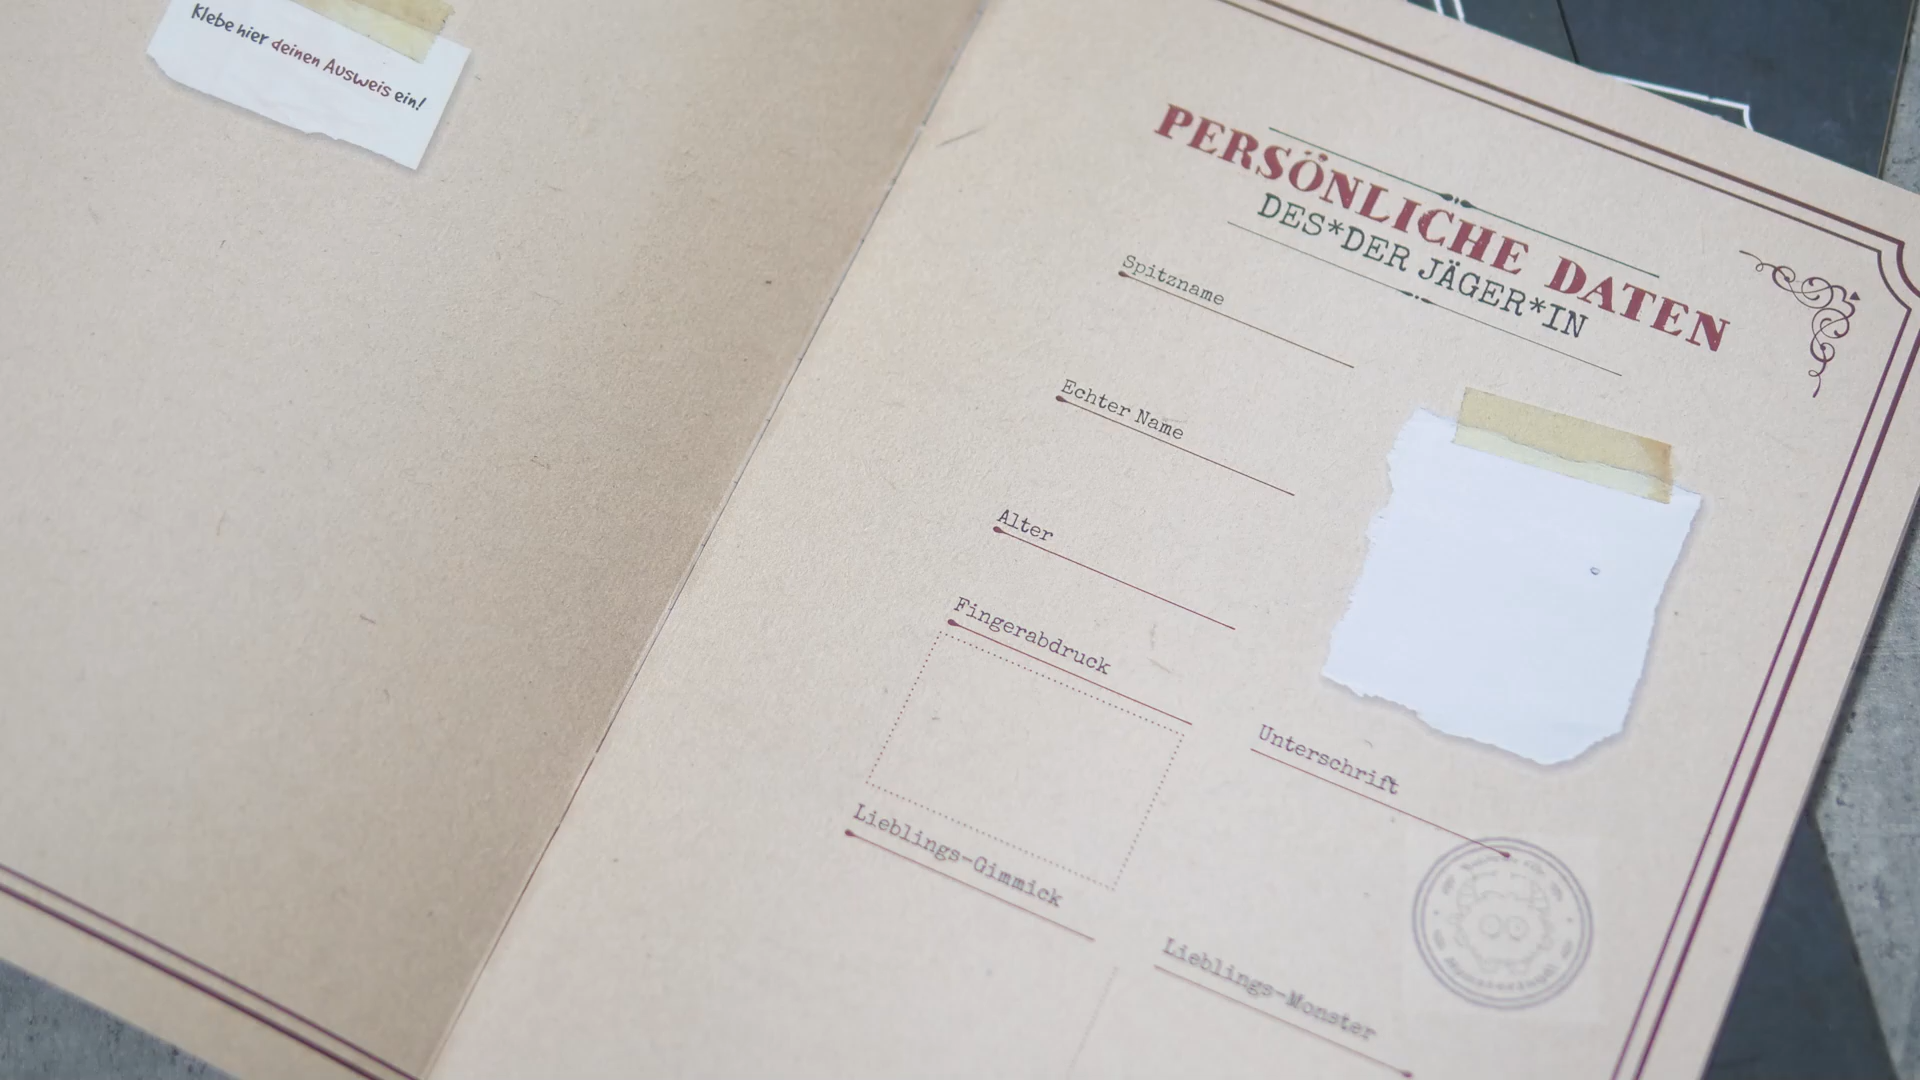 Klebe hier deinen Ausweis ein!
PERSÖNLICHE DATEN
DES*DER JÄGER*IN
Spitzname
Echter Name
Alter
Fingerabdruck
Unterschrift
Lieblings-Gimmick
Lieblings-Monster